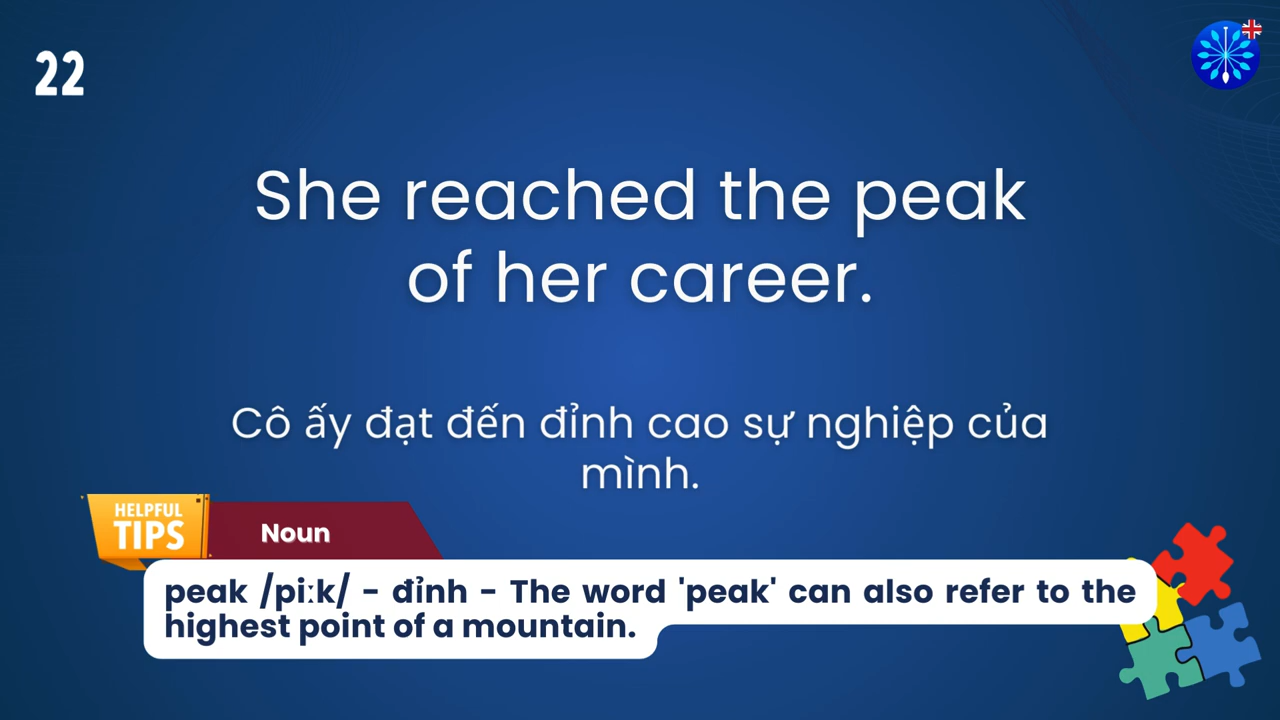 22
She reached the peak
of her career.
Cô ấy đạt đến đỉnh cao sự nghiệp của
mình.
HELPFUL
TIPS
Noun
peak /piːk/ - đỉnh - The word 'peak' can also refer to the
highest point of a mountain.